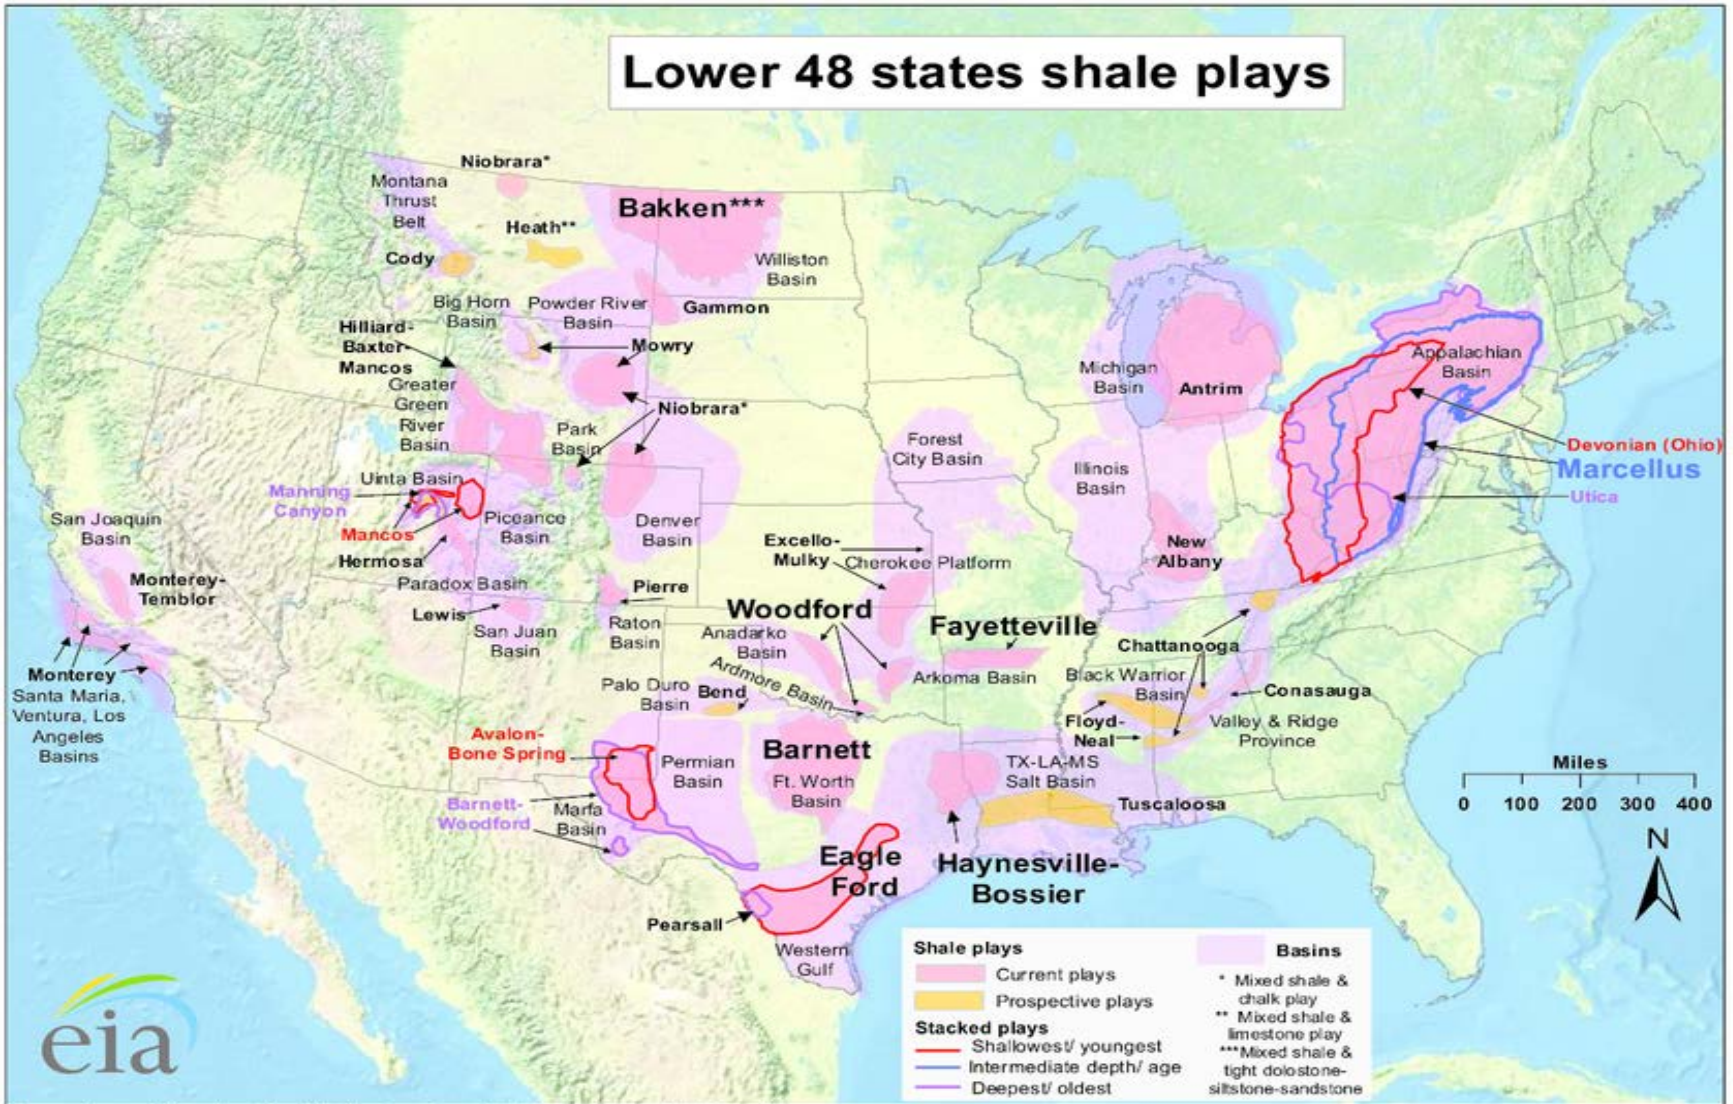 Lower 48 states shale plays
Niobrara*
Montana
Thrust
Belt
Bakken***
Heath**
Cody
Williston
Basin
Big Horn
Basin
Powder River
Basin
Gammon
Hilliard-
Baxter-
Mancos
Mowry
Greater
Green
River
Basin
Niobrara*
Park
Basin
Michigan
Basin
Antrim
Appalachian
Basin
Forest
City Basin
Illinois
Basin
Devonian (Ohio)
Marcellus
Utica
Uinta Basin
Manning
Canyon
Mancos
Piceance
Basin
Denver
Basin
Hermosa
San Joaquin
Basin
Monterey-
Temblor
Paradox Basin
Lewis
San Juan
Basin
Pierre
Raton
Basin
Excello-
Mulky
Cherokee Platform
New
Albany
Woodford
Anadarko
Basin
Fayetteville
Arkoma Basin
Ardmore Basin
Palo Duro
Basin
Bend
Chattanooga
Black Warrior
Basin
Conasauga
Floyd-
Neal
Valley & Ridge
Province
Monterey
Santa Maria,
Ventura, Los
Angeles
Basins
Avalon-
Bone Spring
Permian
Basin
Barnett
Ft. Worth
Basin
TX-LA-MS
Salt Basin
Tuscaloosa
Barnett-
Woodford
Marfa
Basin
Eagle
Ford
Haynesville-
Bossier
Pearsall
Western
Gulf
Miles
0 100 200 300 400
N
Shale plays
Current plays
Prospective plays
Stacked plays
Shallowest/ youngest
Intermediate depth/ age
Deepest/ oldest
Basins
* Mixed shale &
chalk play
** Mixed shale &
limestone play
***Mixed shale &
tight dolostone-
siltstone-sandstone
eia